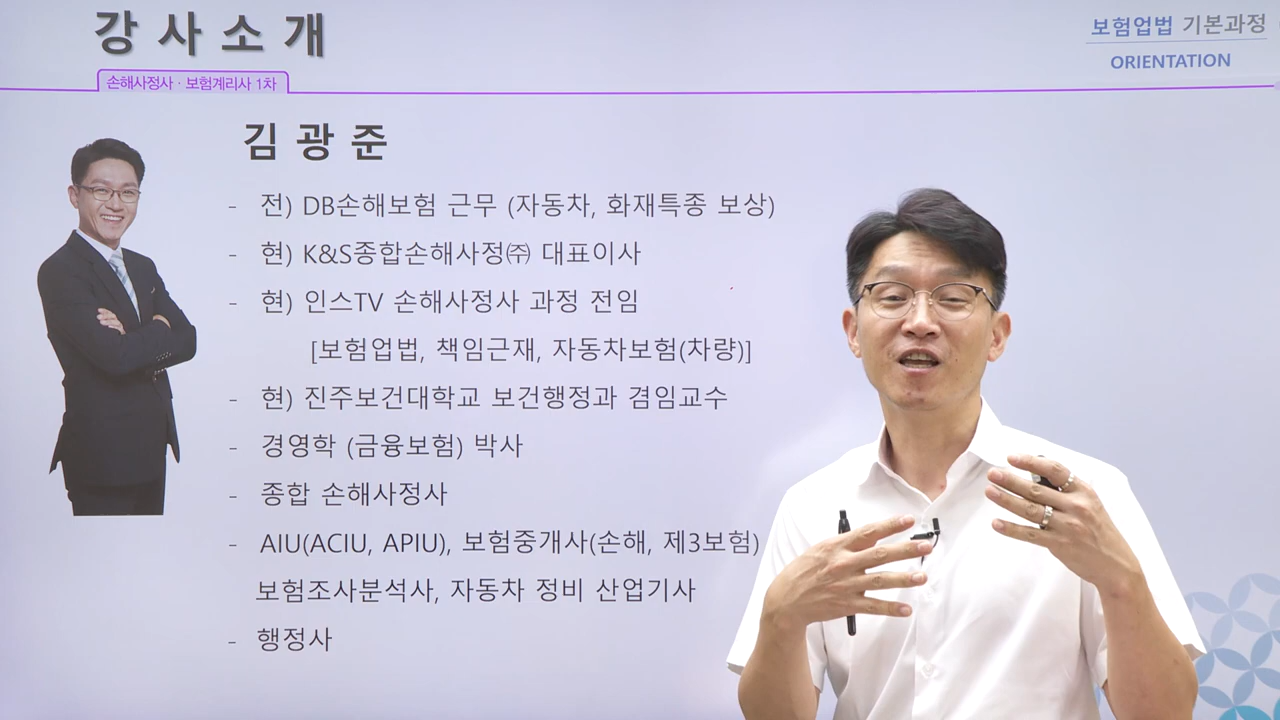 강사소개
보험업법 기본과정
ORIENTATION
손해사정사 · 보험계리사 1차
김광준
- 전) DB손해보험 근무 (자동차, 화재특종 보상)
- 현) K&S종합손해사정㈜ 대표이사
- 현) 인스TV 손해사정사 과정 전임
[보험업법, 책임근재, 자동차보험(차량)]
- 현) 진주보건대학교 보건행정과 겸임교수
- 경영학 (금융보험) 박사
- 종합 손해사정사
- AIU(ACIU, APIU), 보험중개사(손해, 제3보험)
보험조사분석사, 자동차 정비 산업기사
- 행정사